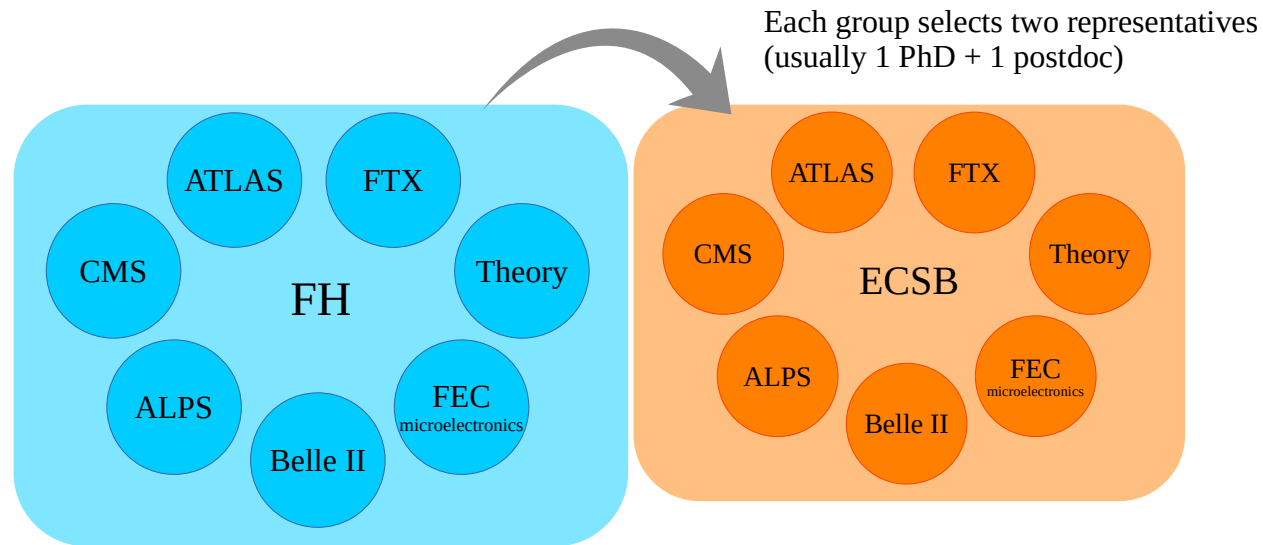 Each group selects two representatives
(usually 1 PhD + 1 postdoc)
ATLAS
FTX
CMS
Theory
FH
ALPS
FEC
microelectronics
Belle II
ATLAS
FTX
CMS
Theory
ECSB
ALPS
FEC
microelectronics
Belle II